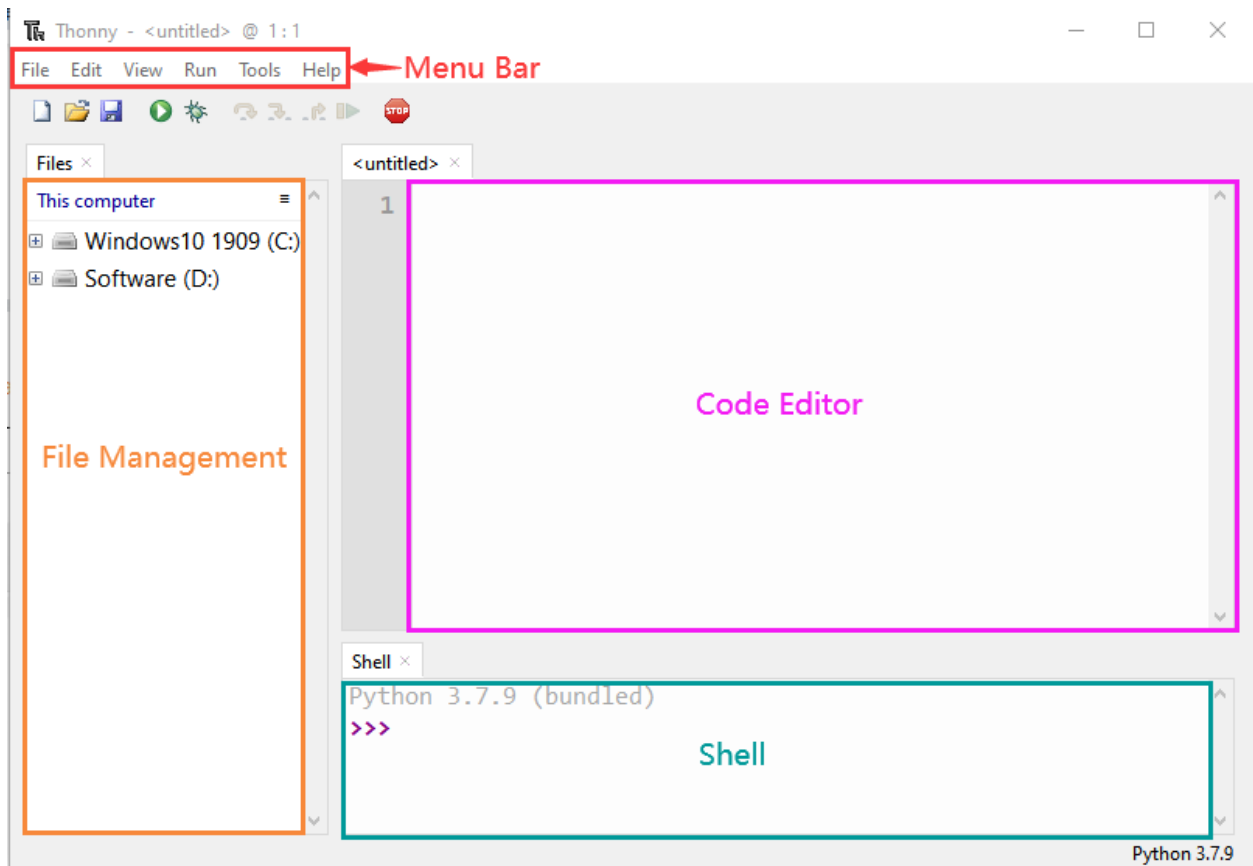 Thonny - <untitled> @ 1:1
File Edit View Run Tools Help
Menu Bar
STOP
Files
<untitled>
This computer
1
Windows10 1909 (C:)
Software (D:)
Code Editor
File Management
Shell
Python 3.7.9 (bundled)
>>>
Shell
Python 3.7.9